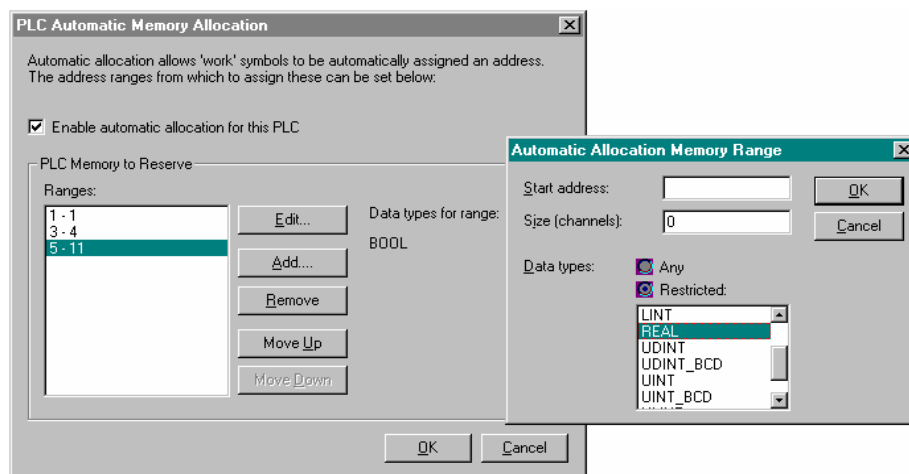 PLC Automatic Memory Allocation
Automatic allocation allows 'work' symbols to be automatically assigned an address.
The address ranges from which to assign these can be set below:
Enable automatic allocation for this PLC
PLC Memory to Reserve
Ranges:
1 - 1
3 - 4
5 - 11
Edit...
Add....
Remove
Move Up
Move Down
Data types for range:
BOOL
OK
Cancel
Automatic Allocation Memory Range
Start address:
Size (channels):
0
OK
Cancel
Data types:
Any
Restricted:
LINT
REAL
UDINT
UDINT_BCD
UINT
UINT_BCD